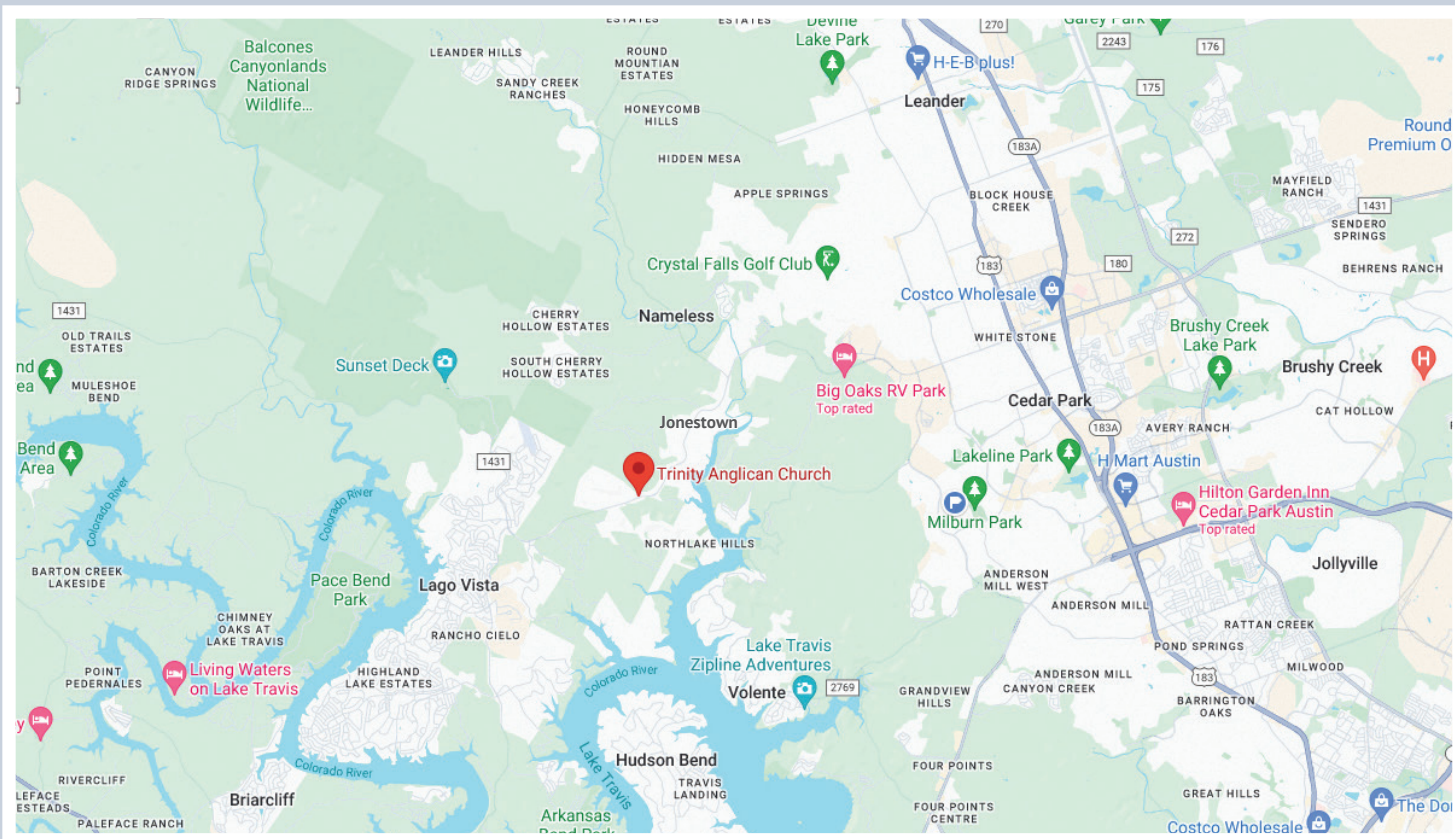 ESTATES
ESTATES
Devine
Lake Park
270
Garey Park
2243
176
Balcones
Canyonlands
National
Wildlife...
CANYON
RIDGE SPRINGS
LEANDER HILLS
ROUND
MOUNTIAN
ESTATES
SANDY CREEK
RANCHES
H-E-B plus!
Leander
175
HONEYCOMB
HILLS
Round
Premium O
183A
HIDDEN MESA
APPLE SPRINGS
BLOCK HOUSE
CREEK
MAYFIELD
RANCH
1431
SENDERO
SPRINGS
272
Crystal Falls Golf Club
183
180
BEHRENS RANCH
Costco Wholesale
1431
OLD TRAILS
ESTATES
CHERRY
HOLLOW ESTATES
Nameless
WHITE STONE
Brushy Creek
Lake Park
nd
ea
MULESHOE
BEND
Sunset Deck
SOUTH CHERRY
HOLLOW ESTATES
Big Oaks RV Park
Top rated
Brushy Creek
H
Cedar Park
CAT HOLLOW
Jonestown
183A
AVERY RANCH
Bend
Area
1431
Trinity Anglican Church
Lakeline Park
H Mart Austin
Colorado River
Colorado River
P
Milburn Park
Hilton Garden Inn
Cedar Park Austin
Top rated
NORTHLAKE HILLS
BARTON CREEK
LAKESIDE
Pace Bend
Park
Lago Vista
ANDERSON
MILL WEST
Jollyville
ANDERSON MILL
CHIMNEY
OAKS AT
LAKE TRAVIS
RANCHO CIELO
RATTAN CREEK
Lake Travis
Zipline Adventures
POND SPRINGS
POINT
PEDERNALES
Living Waters
on Lake Travis
HIGHLAND
LAKE ESTATES
Colorado River
Volente
2769
GRANDVIEW
HILLS
ANDERSON MILL
CANYON CREEK
183
MILWOOD
BARRINGTON
OAKS
y
Hudson Bend
Colorado River
Lake Travis
TRAVIS
LANDING
FOUR POINTS
RIVERCLIFF
LEFACE
ESTEADS
Briarcliff
GREAT HILLS
The Do
FOUR POINTS
CENTRE
PALEFACE RANCH
Arkansas
Bend Park
Costco Wholesale